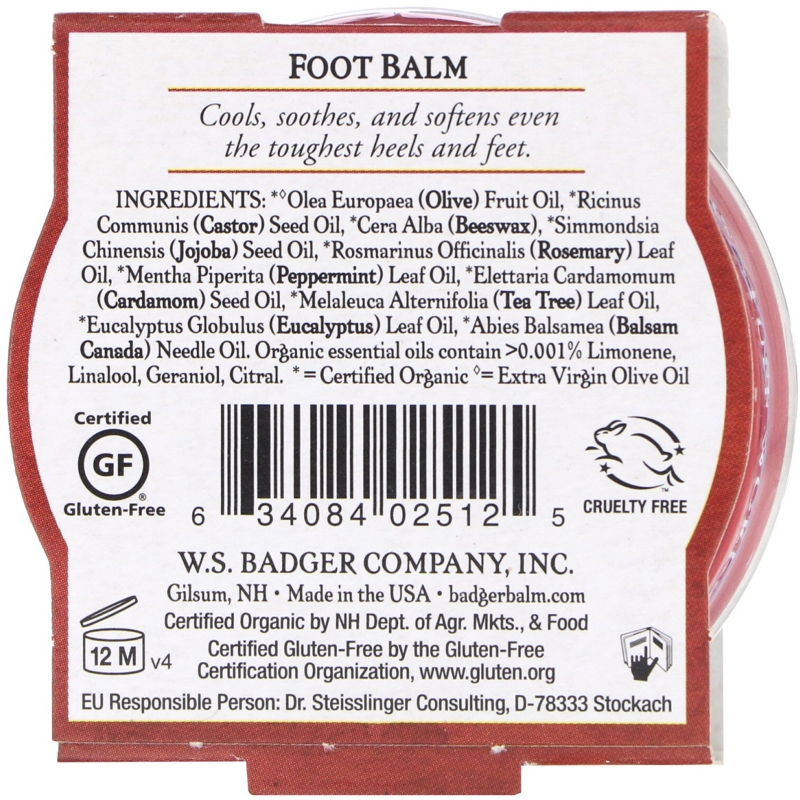 FOOT BALM
Cools, soothes, and softens even
the toughest heels and feet.
INGREDIENTS: *◊Olea Europaea (Olive) Fruit Oil, *Ricinus
Communis (Castor) Seed Oil, *Cera Alba (Beeswax), *Simmondsia
Chinensis (Jojoba) Seed Oil, *Rosmarinus Officinalis (Rosemary) Leaf
Oil, *Mentha Piperita (Peppermint) Leaf Oil, *Elettaria Cardamomum
(Cardamom) Seed Oil, *Melaleuca Alternifolia (Tea Tree) Leaf Oil,
*Eucalyptus Globulus (Eucalyptus) Leaf Oil, *Abies Balsamea (Balsam
Canada) Needle Oil. Organic essential oils contain >0.001% Limonene,
Linalool, Geraniol, Citral. * = Certified Organic ◊= Extra Virgin Olive Oil
Certified
GF
®
Gluten-Free
6 34084 02512 5
™
CRUELTY FREE
W.S. BADGER COMPANY, INC.
Gilsum, NH • Made in the USA • badgerbalm.com
Certified Organic by NH Dept. of Agr. Mkts., & Food
Certified Gluten-Free by the Gluten-Free
Certification Organization, www.gluten.org
12 M v4
EU Responsible Person: Dr. Steisslinger Consulting, D-78333 Stockach